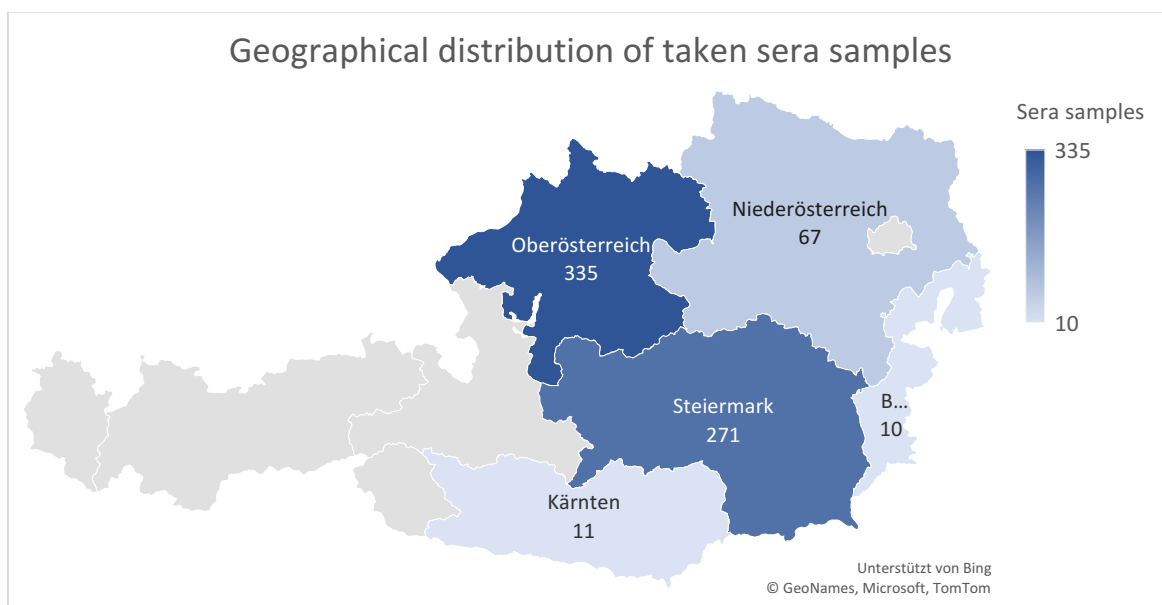 Geographical distribution of taken sera samples
Sera samples
335
10
Niederösterreich
67
Oberösterreich
335
Steiermark
271
B...
10
Kärnten
11
Unterstützt von Bing
© GeoNames, Microsoft, TomTom